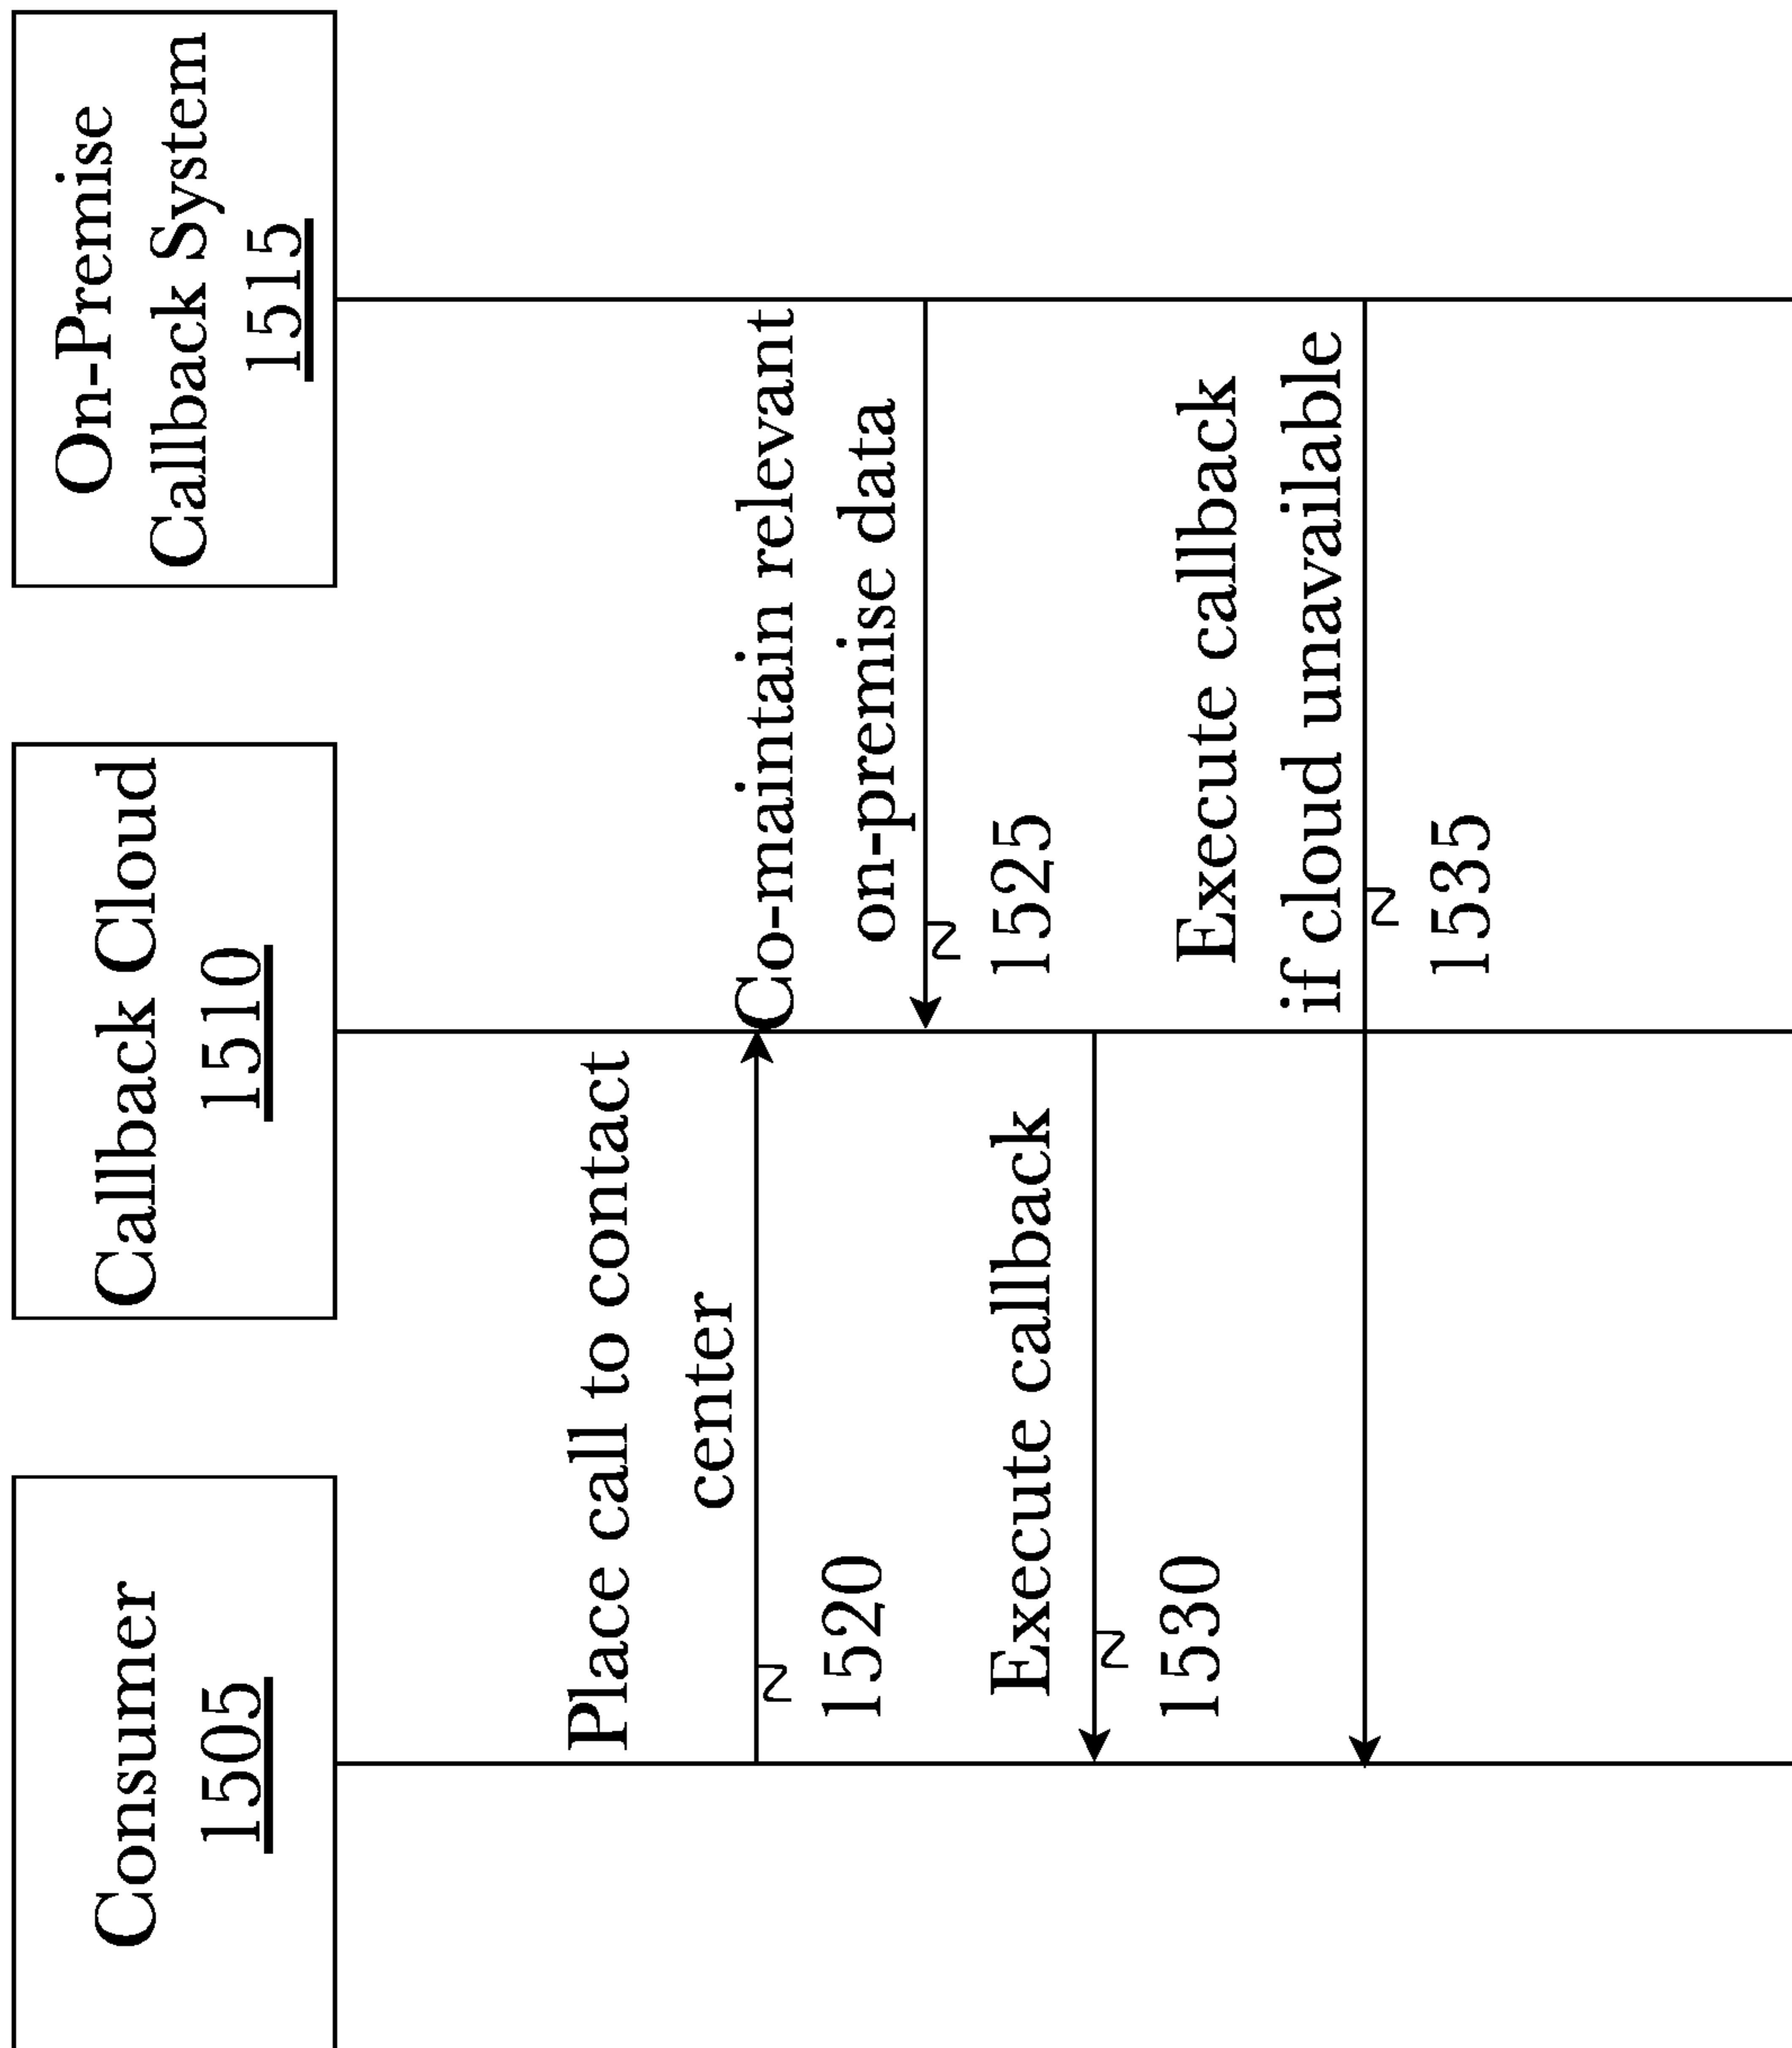 Consumer
1505
Callback Cloud
1510
On-Premise
Callback System
1515
Place call to contact
center
1520
Co-maintain relevant
on-premise data
1525
Execute callback
1530
Execute callback
if cloud unavailable
1535